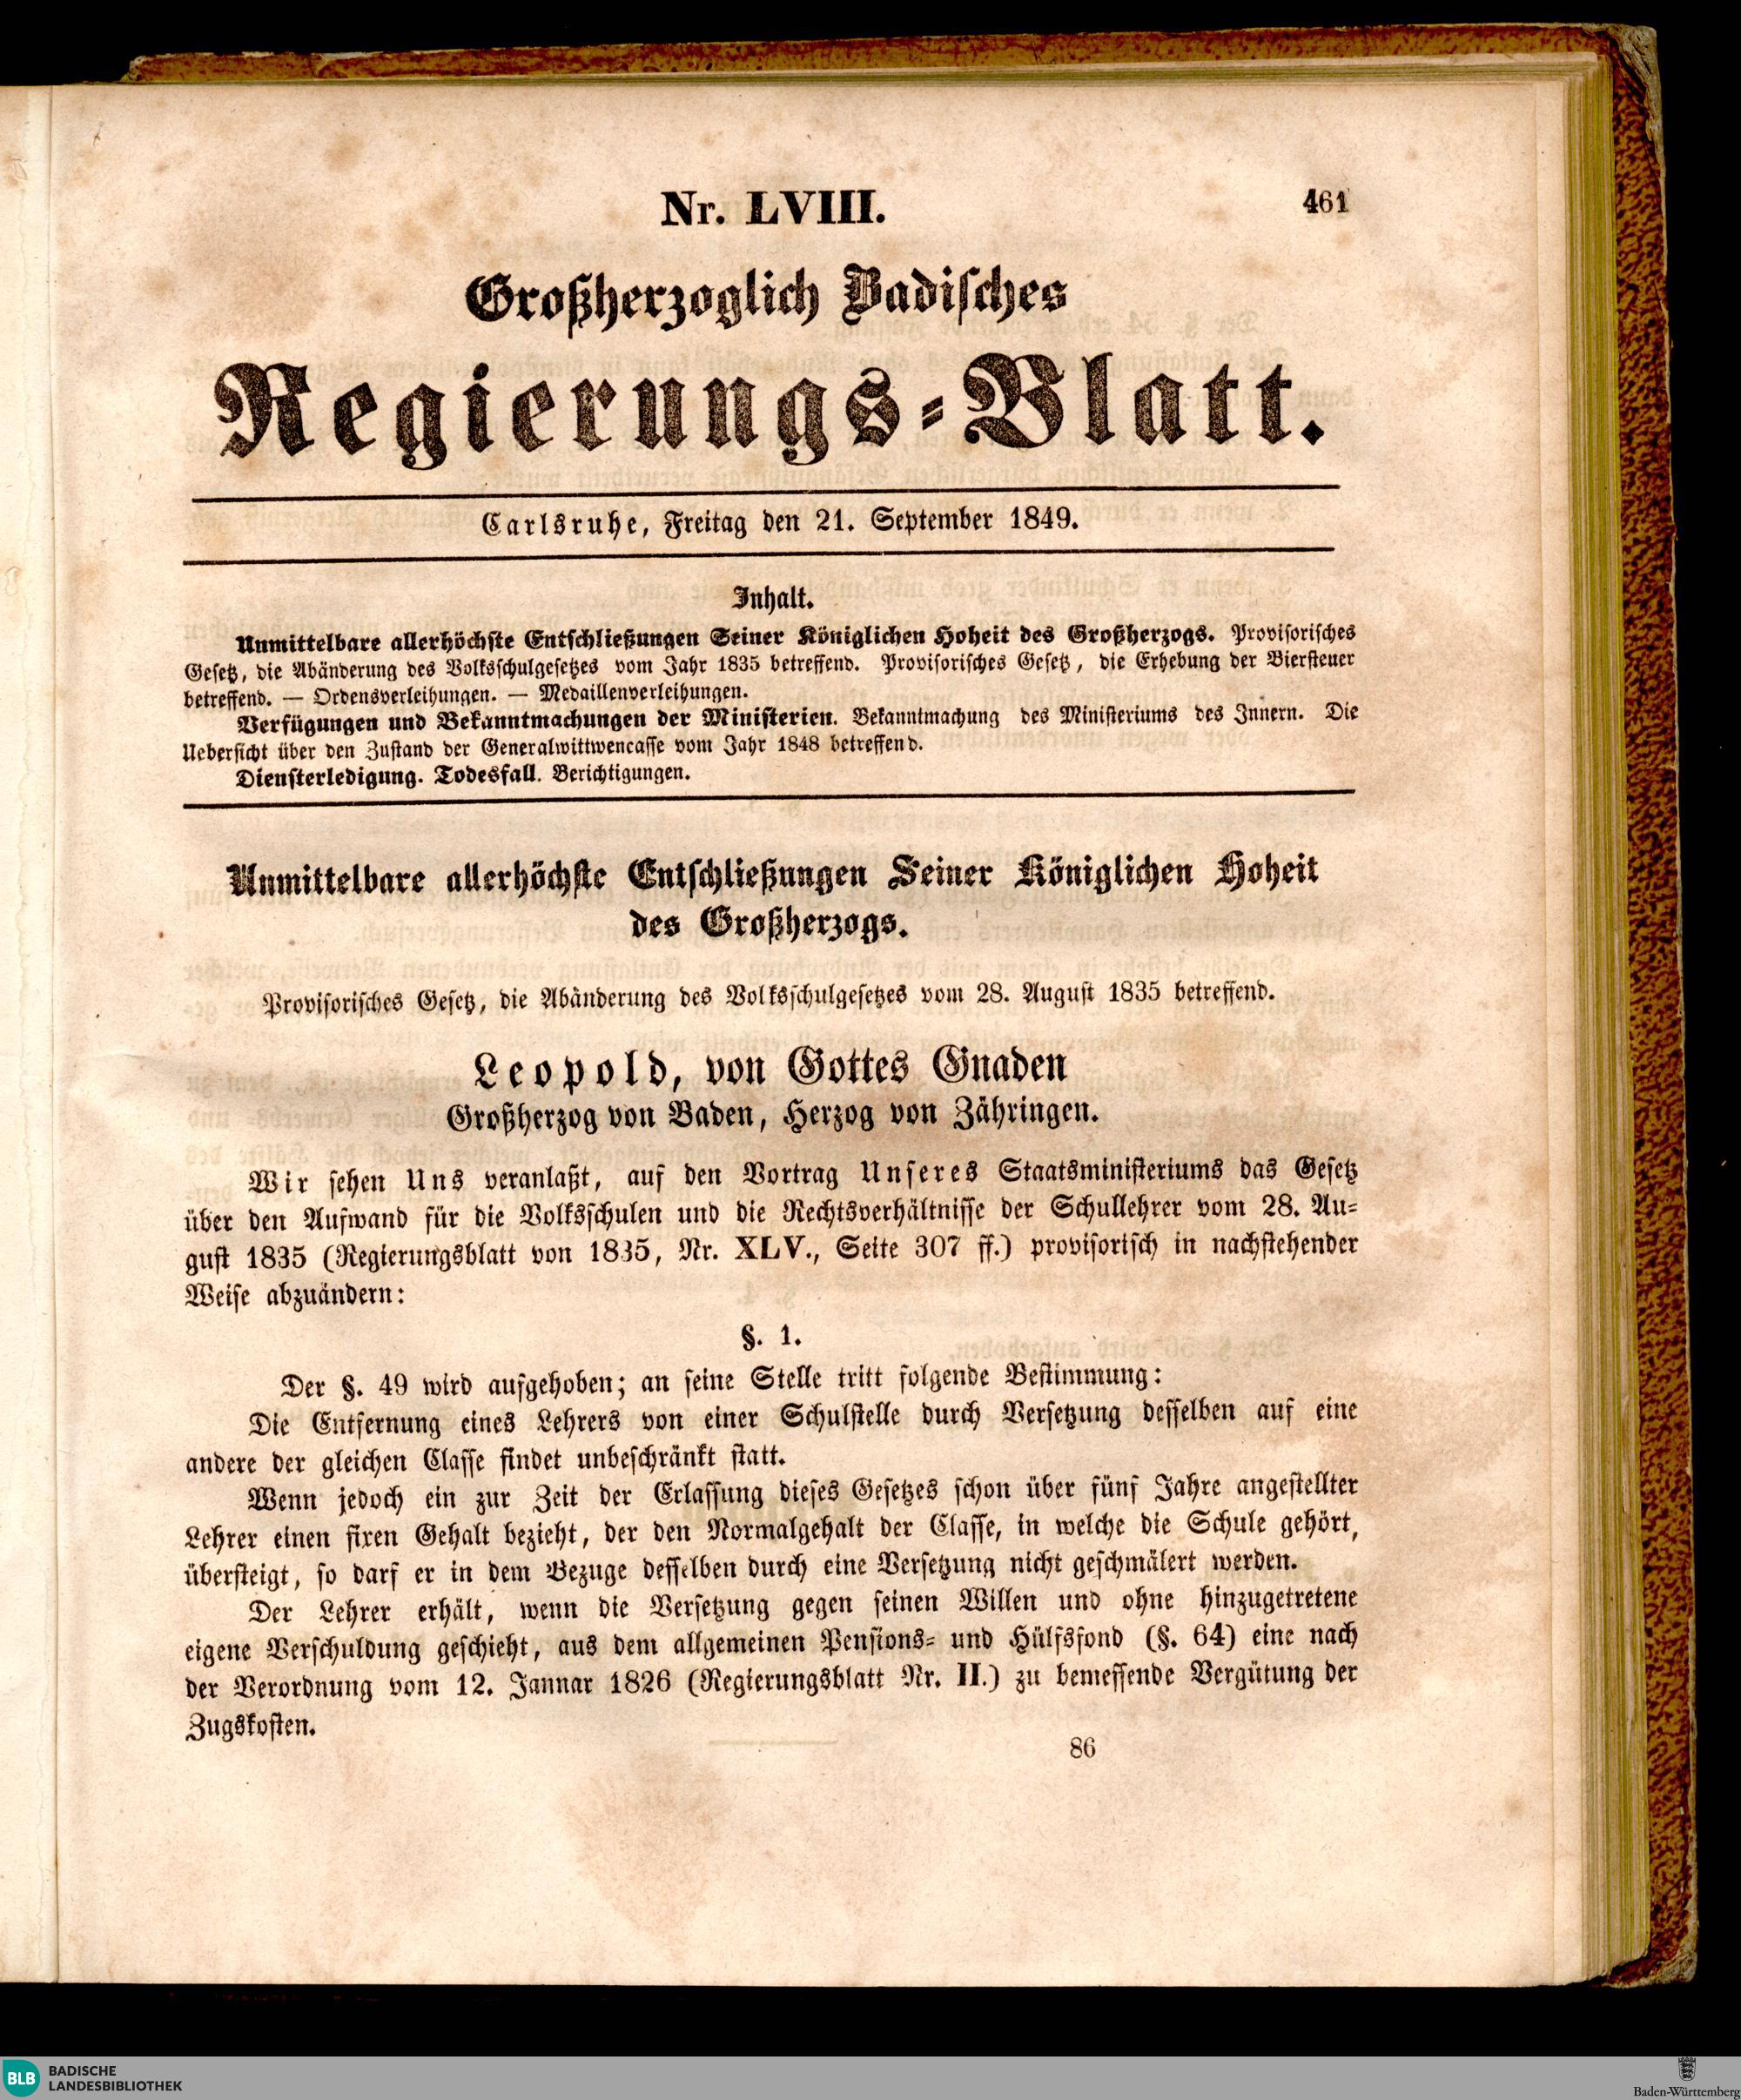 Nr. LVIII.
461
Großherzoglich Badisches
Regierungs-Blatt.
Carlsruhe, Freitag den 21. September 1849.
Inhalt.
Unmittelbare allerhöchste Entschließungen Seiner Königlichen Hoheit des Großherzogs. Provisorisches
Gesetz, die Abänderung des Volksschulgesetzes vom Jahr 1835 betreffend. Provisorisches Gesetz, die Erhebung der Biersteuer
betreffend. — Ordensverleihungen. — Medaillenverleihungen.
Verfügungen und Bekanntmachungen der Ministerien. Bekanntmachung des Ministeriums des Innern. Die
Uebersicht über den Zustand der Generalwittwencasse vom Jahr 1848 betreffend.
Diensterledigung. Todesfall. Berichtigungen.
Unmittelbare allerhöchste Entschließungen Seiner Königlichen Hoheit
des Großherzogs.
Provisorisches Gesetz, die Abänderung des Volksschulgesetzes vom 28. August 1835 betreffend.
Leopold, von Gottes Gnaden
Großherzog von Baden, Herzog von Zähringen.
Wir sehen Uns veranlaßt, auf den Vortrag Unseres Staatsministeriums das Gesetz
über den Aufwand für die Volksschulen und die Rechtsverhältnisse der Schullehrer vom 28. Au-
gust 1835 (Regierungsblatt von 1835, Nr. XLV., Seite 307 ff.) provisorisch in nachstehender
Weise abzuändern:
§. 1.
Der §. 49 wird aufgehoben; an seine Stelle tritt folgende Bestimmung:
Die Entfernung eines Lehrers von einer Schulstelle durch Versetzung desselben auf eine
andere der gleichen Classe findet unbeschränkt statt.
Wenn jedoch ein zur Zeit der Erlassung dieses Gesetzes schon über fünf Jahre angestellter
Lehrer einen fixen Gehalt bezieht, der den Normalgehalt der Classe, in welche die Schule gehört,
übersteigt, so darf er in dem Bezuge desselben durch eine Versetzung nicht geschmälert werden.
Der Lehrer erhält, wenn die Versetzung gegen seinen Willen und ohne hinzugetretene
eigene Verschuldung geschieht, aus dem allgemeinen Pensions- und Hülfsfond (§. 64) eine nach
der Verordnung vom 12. Januar 1826 (Regierungsblatt Nr. II.) zu bemessende Vergütung der
Zugskosten.
86
BLB
BADISCHE
LANDESBIBLIOTHEK
Baden-Württemberg